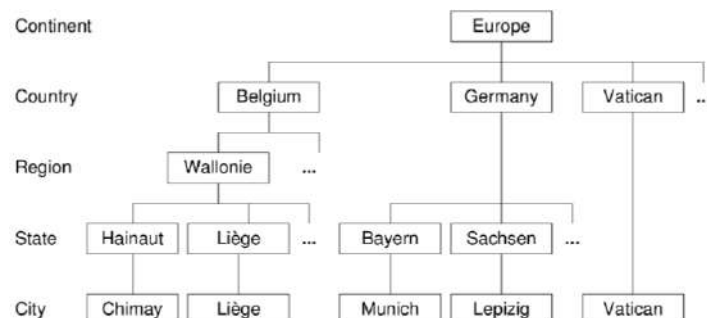 Continent Europe
Country Belgium Germany Vatican ..
Region Wallonie ...
State Hainaut Liège ... Bayern Sachsen ...
City Chimay Liège Munich Lepizig Vatican